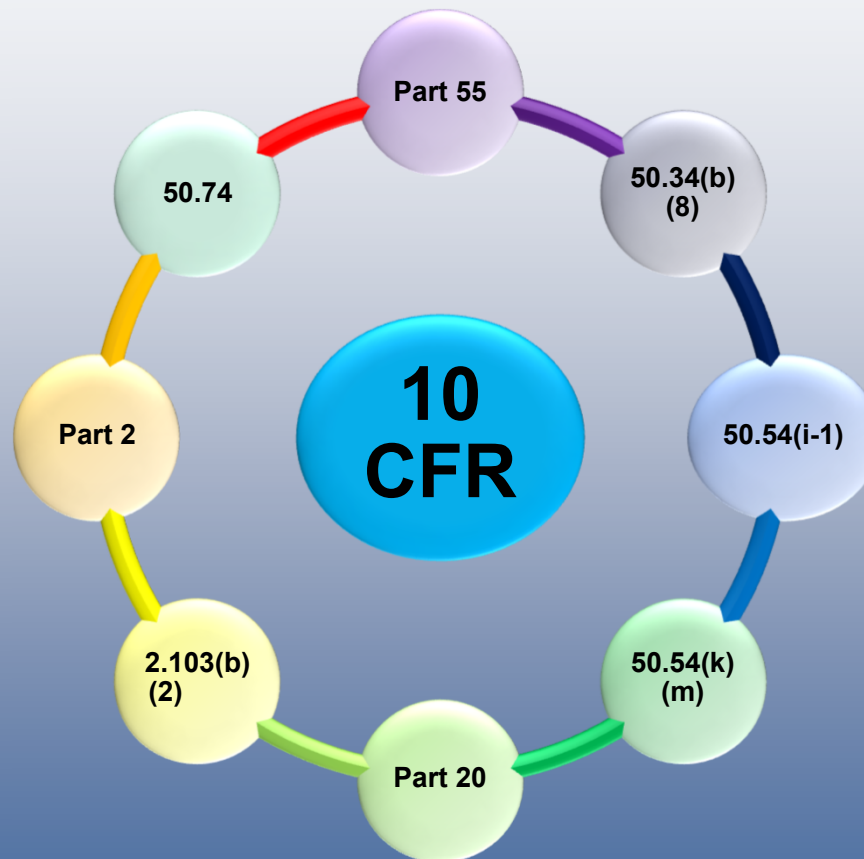 Part 55
50.74
50.34(b)
(8)
10
CFR
Part 2
50.54(i-1)
2.103(b)
(2)
50.54(k)
(m)
Part 20